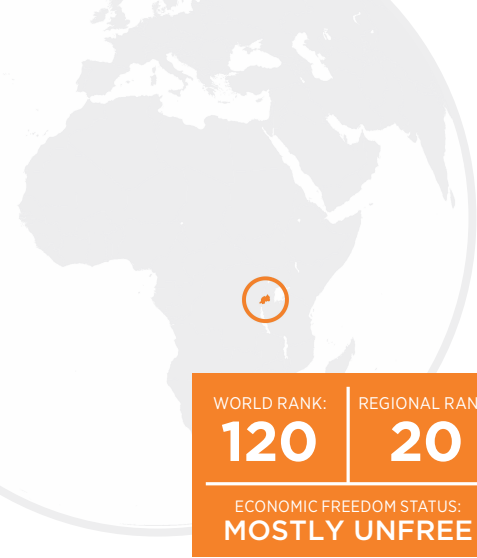 WORLD RANK:
120
REGIONAL RAN
20
ECONOMIC FREEDOM STATUS:
MOSTLY UNFREE